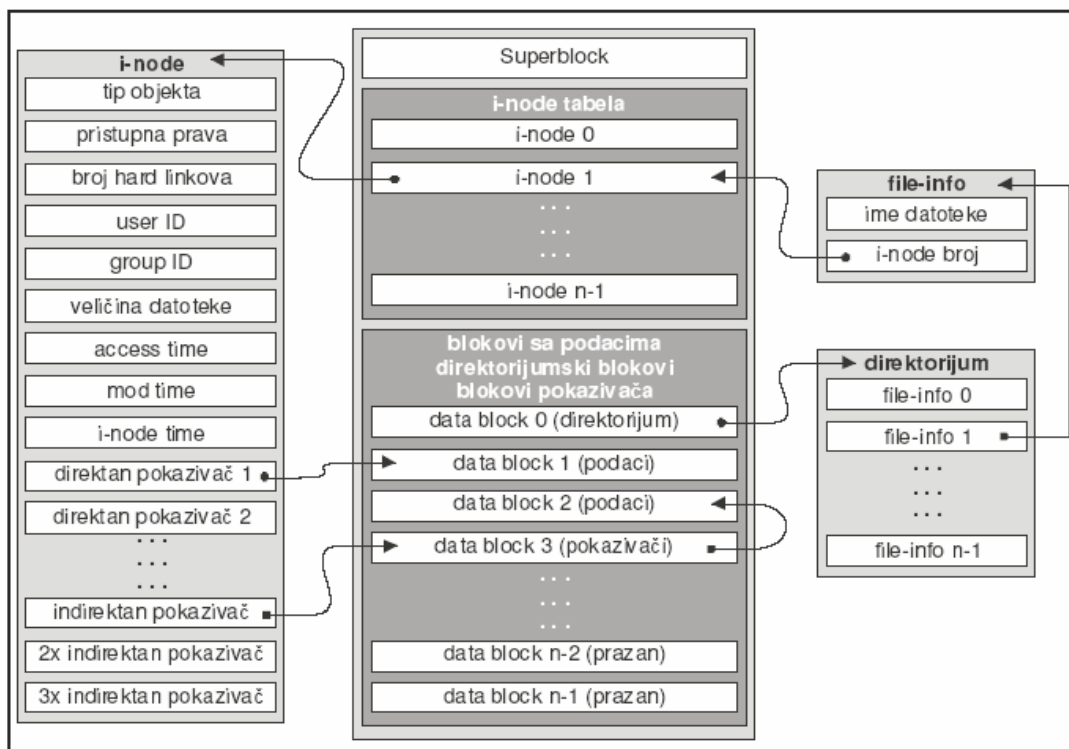 i-node
tip objekta
pristupna prava
broj hard linkova
user ID
group ID
veličina datoteke
access time
mod time
i-node time
direktan pokazivač 1
direktan pokazivač 2
. . .
. . .
. . .
indirektan pokazivač
2x indirektan pokazivač
3x indirektan pokazivač
Superblock
i-node tabela
i-node 0
i-node 1
. . .
. . .
. . .
i-node n-1
blokovi sa podacima
direktorijumski blokovi
blokovi pokazivača
data block 0 (direktorijum)
data block 1 (podaci)
data block 2 (podaci)
data block 3 (pokazivači)
. . .
. . .
. . .
data block n-2 (prazan)
data block n-1 (prazan)
file-info
ime datoteke
i-node broj
direktorijum
file-info 0
file-info 1
. . .
. . .
. . .
file-info n-1